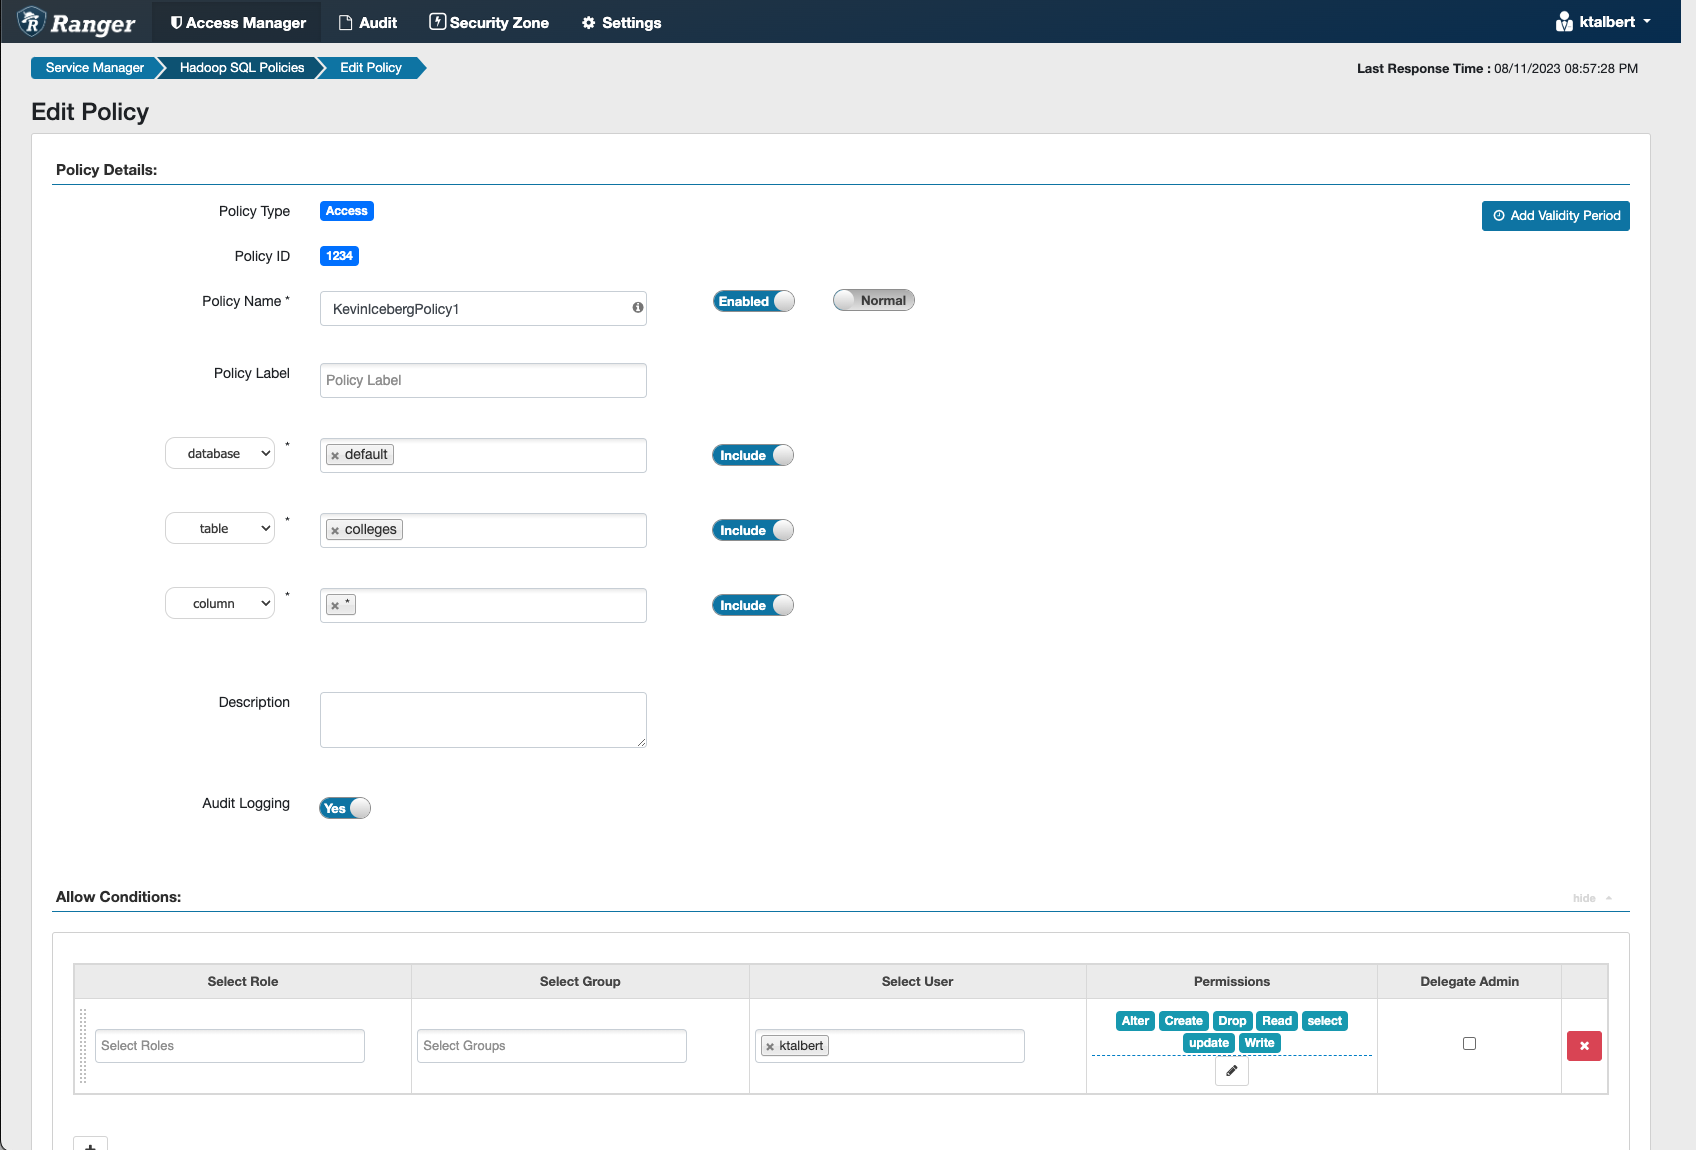 Ranger Access Manager Audit Security Zone Settings ktalbert
Service Manager Hadoop SQL Policies Edit Policy Last Response Time : 08/11/2023 08:57:28 PM
Edit Policy
Policy Details:
Policy Type Access Add Validity Period
Policy ID 1234
Policy Name * KevinIcebergPolicy1 Enabled Normal
Policy Label Policy Label
database * × default Include
table * × colleges Include
column * × * Include
Description
Audit Logging Yes
Allow Conditions: hide
Select Role Select Group Select User Permissions Delegate Admin
Alter Create Drop Read select
Select Roles Select Groups × ktalbert update Write ×
+